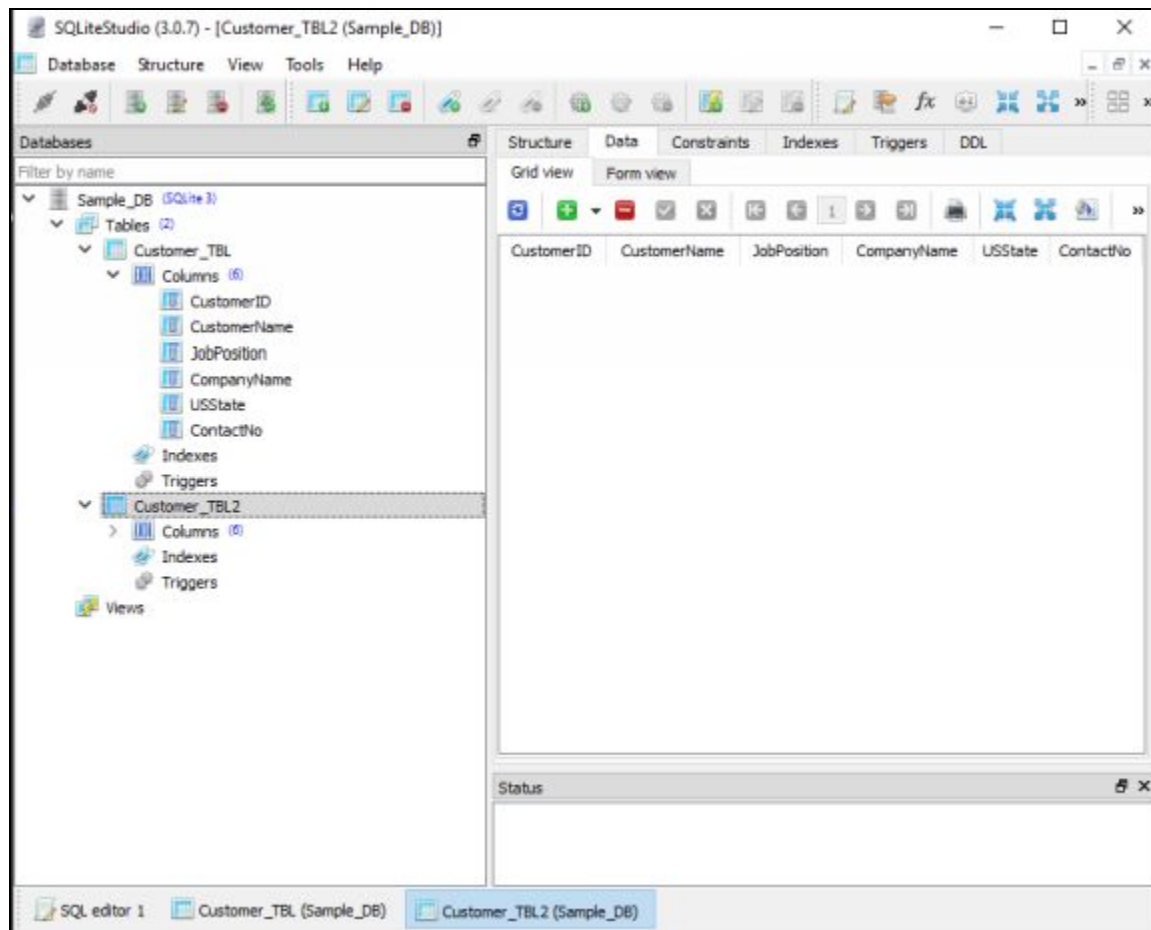 SQLiteStudio (3.0.7) - [Customer_TBL2 (Sample_DB)]
Database Structure View Tools Help
Databases
Filter by name
Sample_DB (SQLite 3)
Tables (2)
Customer_TBL
Columns (6)
CustomerID
CustomerName
JobPosition
CompanyName
USState
ContactNo
Indexes
Triggers
Customer_TBL2
Columns (6)
Indexes
Triggers
Views
Structure Data Constraints Indexes Triggers DDL
Grid view Form view
1
CustomerID CustomerName JobPosition CompanyName USState ContactNo
Status
SQL editor 1 Customer_TBL (Sample_DB) Customer_TBL2 (Sample_DB)